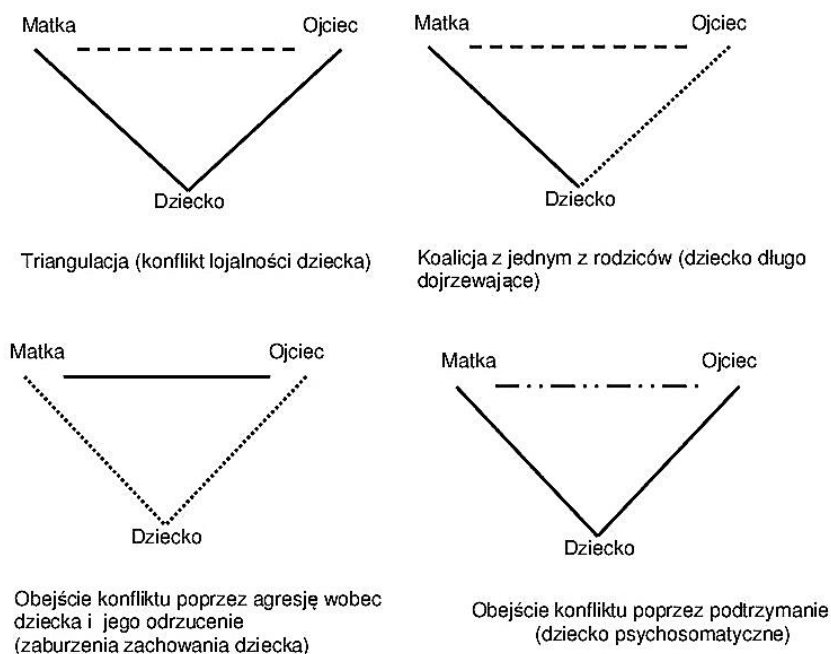 Matka Ojciec
Dziecko
Triangulacja (konflikt lojalności dziecka)
Matka Ojciec
Dziecko
Koalicja z jednym z rodziców (dziecko długo
dojrzewające)
Matka Ojciec
Dziecko
Obejście konfliktu poprzez agresję wobec
dziecka i jego odrzucenie
(zaburzenia zachowania dziecka)
Matka Ojciec
Dziecko
Obejście konfliktu poprzez podtrzymanie
(dziecko psychosomatyczne)